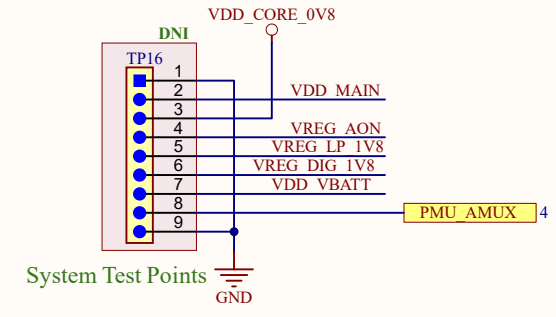 VDD_CORE_0V8
DNI
TP16
1
2 VDD_MAIN
3
4 VREG_AON
5 VREG_LP_1V8
6 VREG_DIG_1V8
7 VDD_VBATT
8 PMU_AMUX 4
9
System Test Points
GND